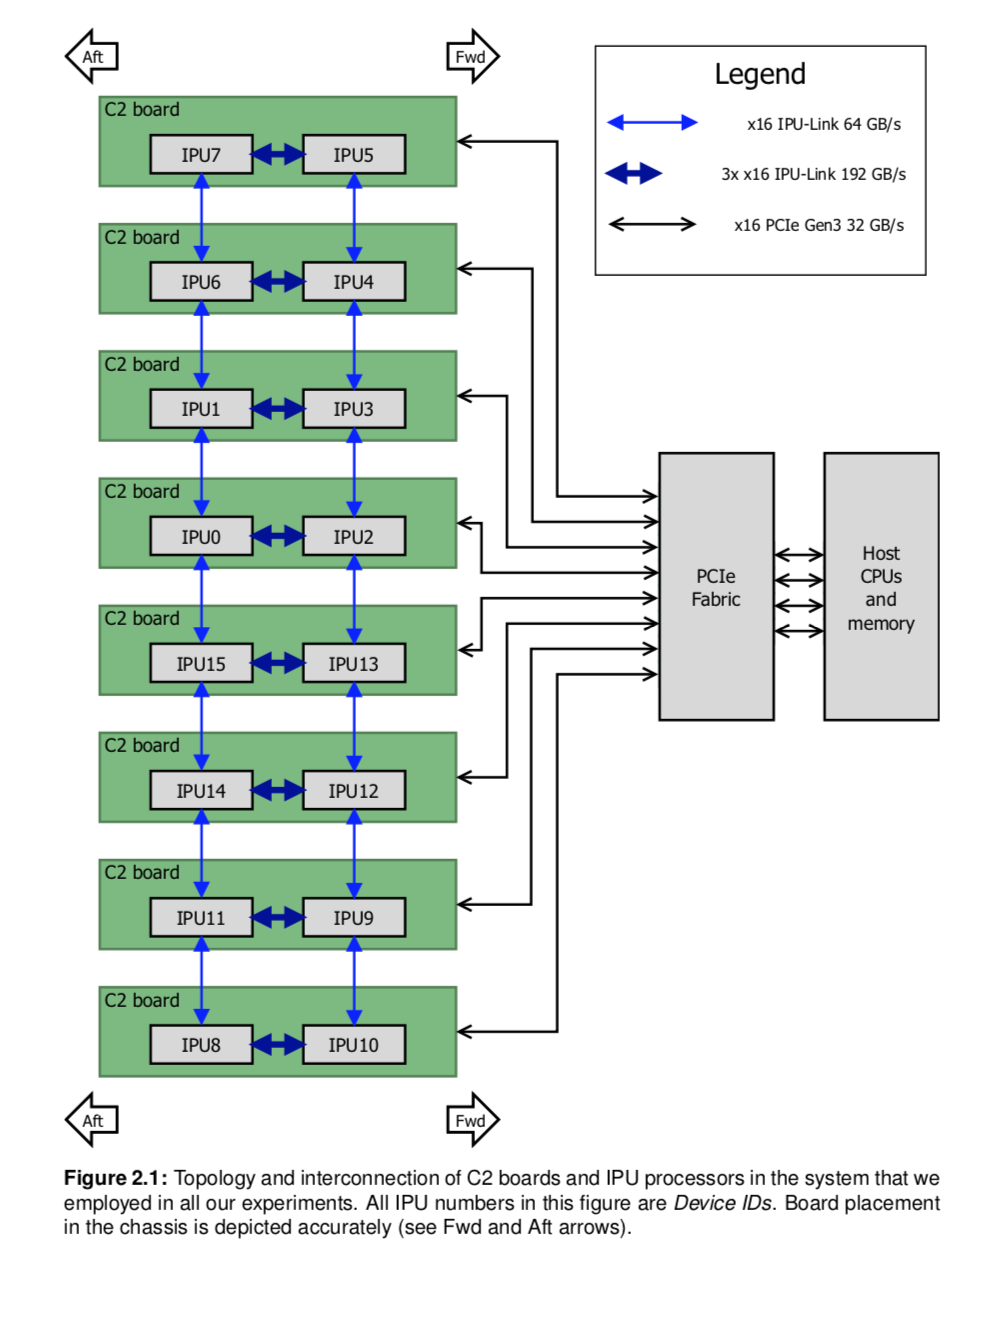 Aft
Fwd
Legend
x16 IPU-Link 64 GB/s
3x x16 IPU-Link 192 GB/s
x16 PCIe Gen3 32 GB/s
C2 board
IPU7
IPU5
C2 board
IPU6
IPU4
C2 board
IPU1
IPU3
C2 board
IPU0
IPU2
C2 board
IPU15
IPU13
C2 board
IPU14
IPU12
C2 board
IPU11
IPU9
C2 board
IPU8
IPU10
PCIe
Fabric
Host
CPUs
and
memory
Aft
Fwd
Figure 2.1: Topology and interconnection of C2 boards and IPU processors in the system that we
employed in all our experiments. All IPU numbers in this figure are Device IDs. Board placement
in the chassis is depicted accurately (see Fwd and Aft arrows).